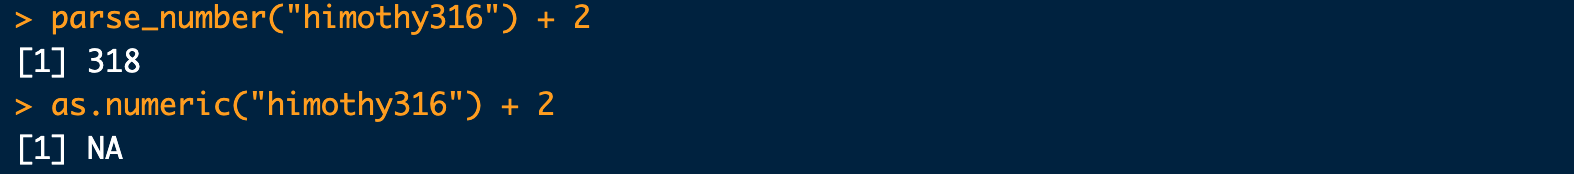 > parse_number("himothy316") + 2
[1] 318
> as.numeric("himothy316") + 2
[1] NA